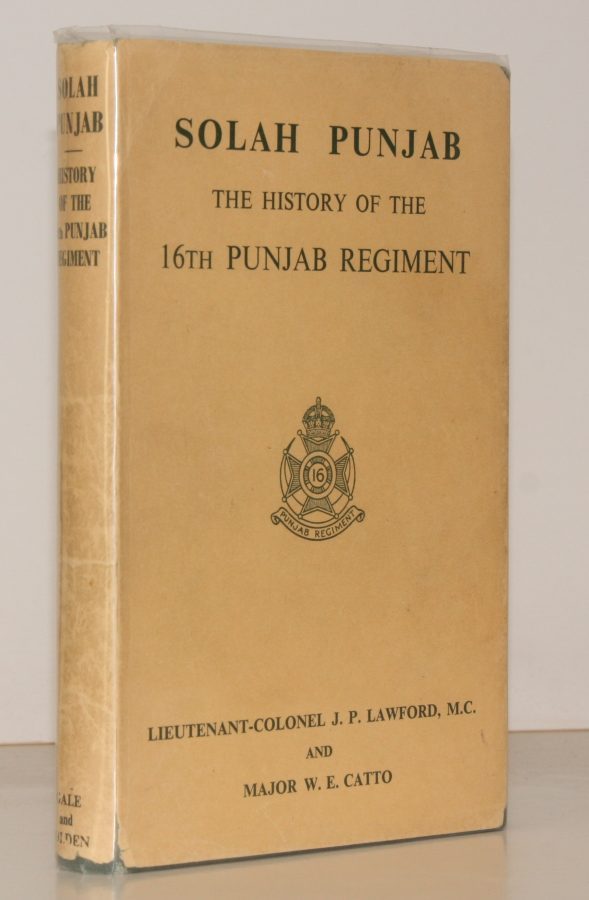 SOLAH
PUNJAB
HISTORY
OF THE
PUNJAB
REGIMENT
GALE
and
SOLAH PUNJAB
THE HISTORY OF THE
16TH PUNJAB REGIMENT
16
PUNJAB REGIMENT
LIEUTENANT-COLONEL J. P. LAWFORD, M.C.
AND
MAJOR W. E. CATTO